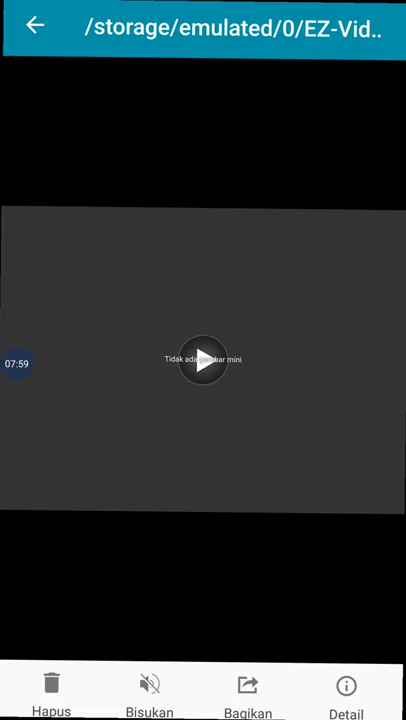 /storage/emulated/0/EZ-Vid..
Tidak ada gambar mini
07:59
Hapus
Bisukan
Bagikan
Detail